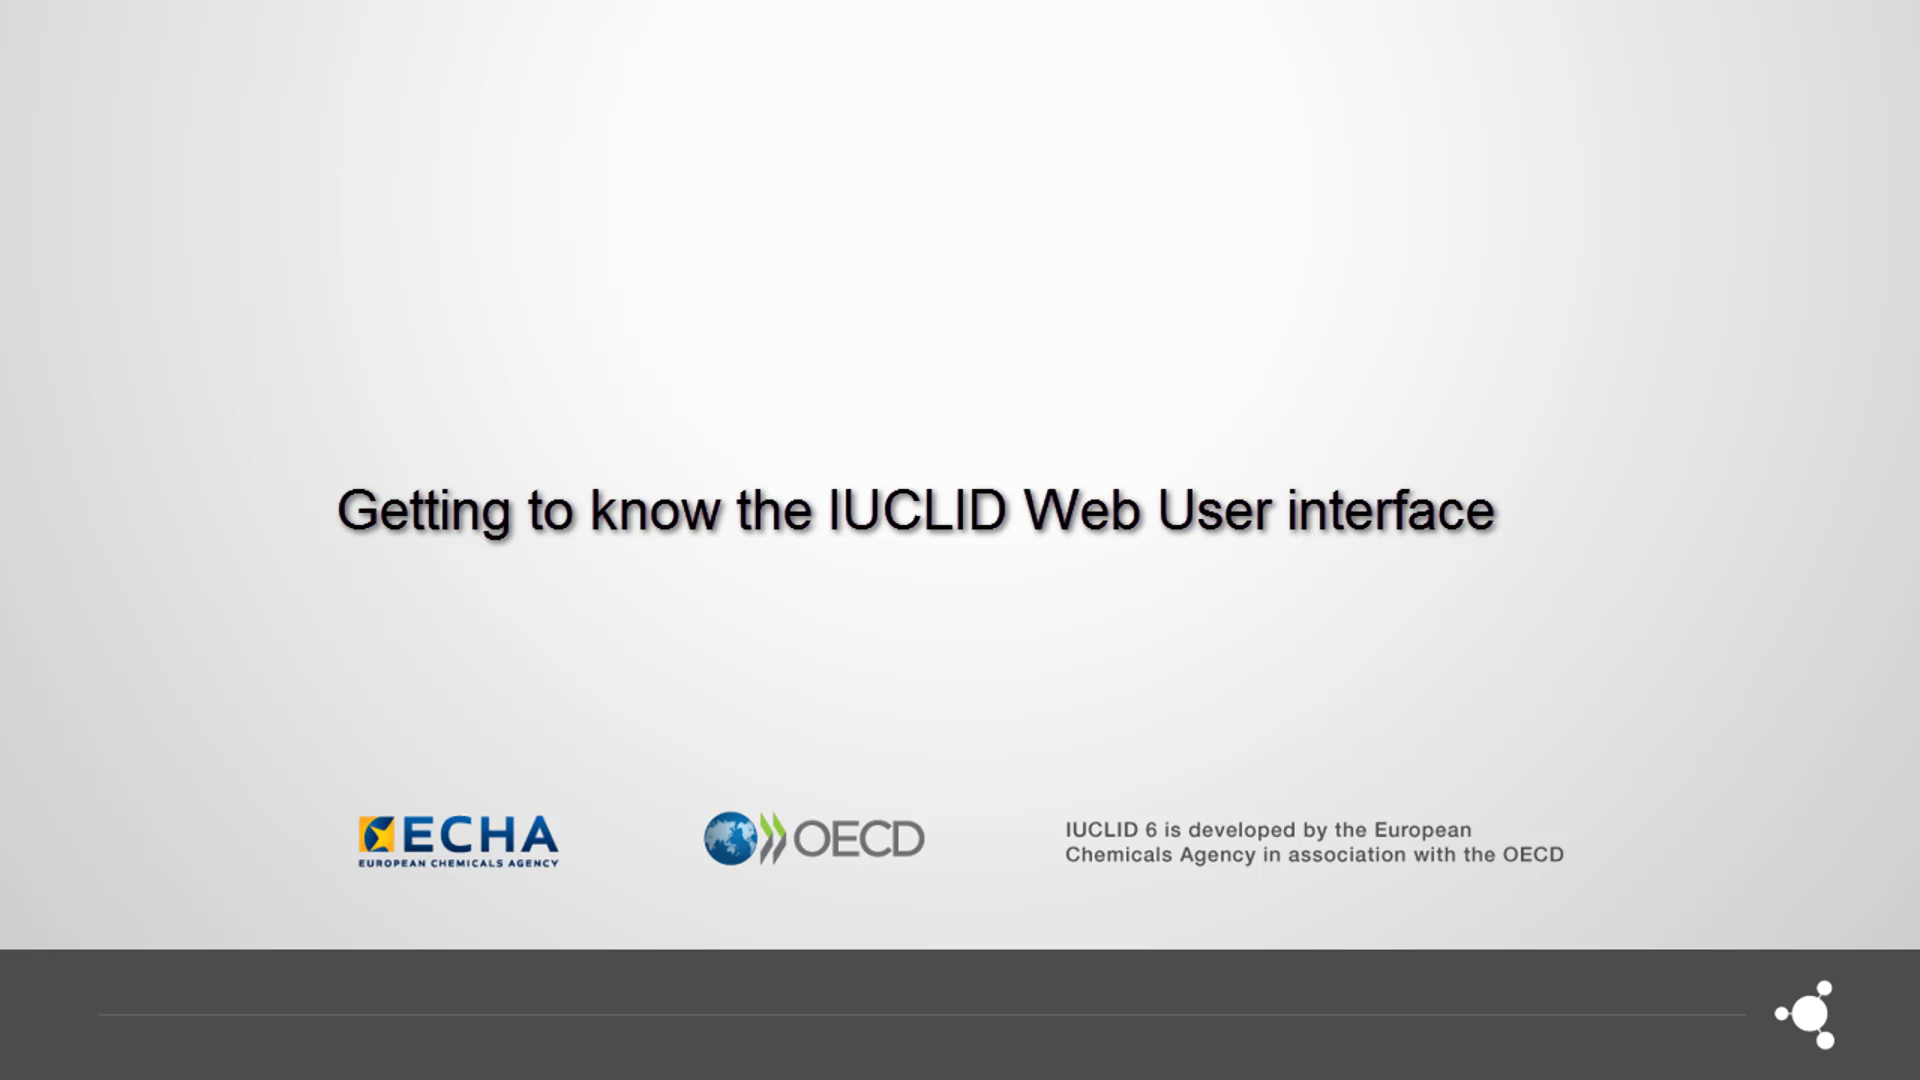 Getting to know the IUCLID Web User interface
ECHA
EUROPEAN CHEMICALS AGENCY
OECD
IUCLID 6 is developed by the European
Chemicals Agency in association with the OECD